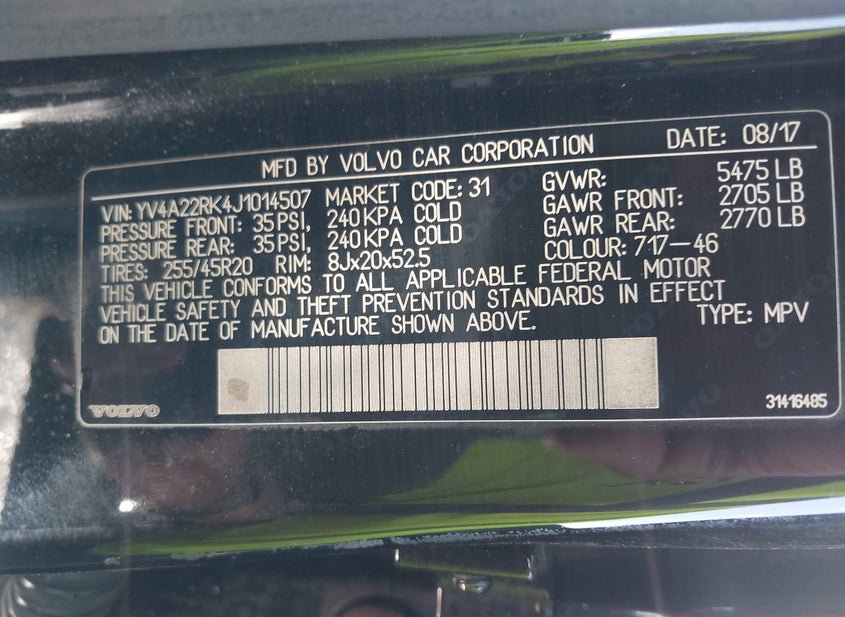 MFD BY VOLVO CAR CORPORATION DATE: 08/17
VIN: YV4A22RK4J1014507 MARKET CODE: 31 GVWR: 5475 LB
PRESSURE FRONT: 35 PSI, 240 KPA COLD GAWR FRONT: 2705 LB
PRESSURE REAR: 35 PSI, 240 KPA COLD GAWR REAR: 2770 LB
TIRES: 255/45R20 RIM: 8Jx20x52.5 COLOUR: 717-46
THIS VEHICLE CONFORMS TO ALL APPLICABLE FEDERAL MOTOR
VEHICLE SAFETY AND THEFT PREVENTION STANDARDS IN EFFECT
ON THE DATE OF MANUFACTURE SHOWN ABOVE. TYPE: MPV
VOLVO 31416485